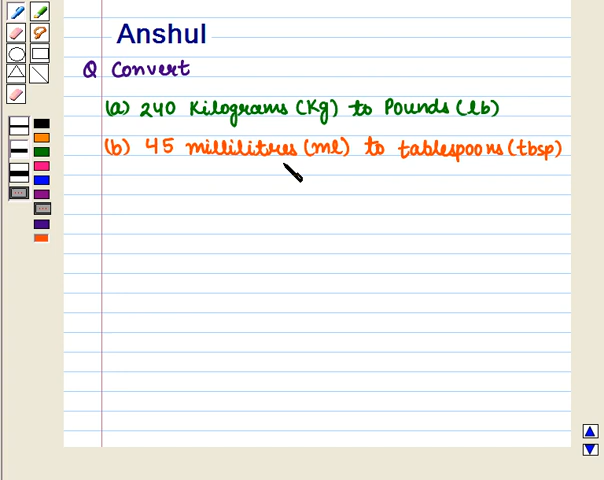 Anshul
Q Convert
(a) 240 Kilograms (Kg) to Pounds (lb)
(b) 45 millilitres (ml) to tablespoons (tbsp)